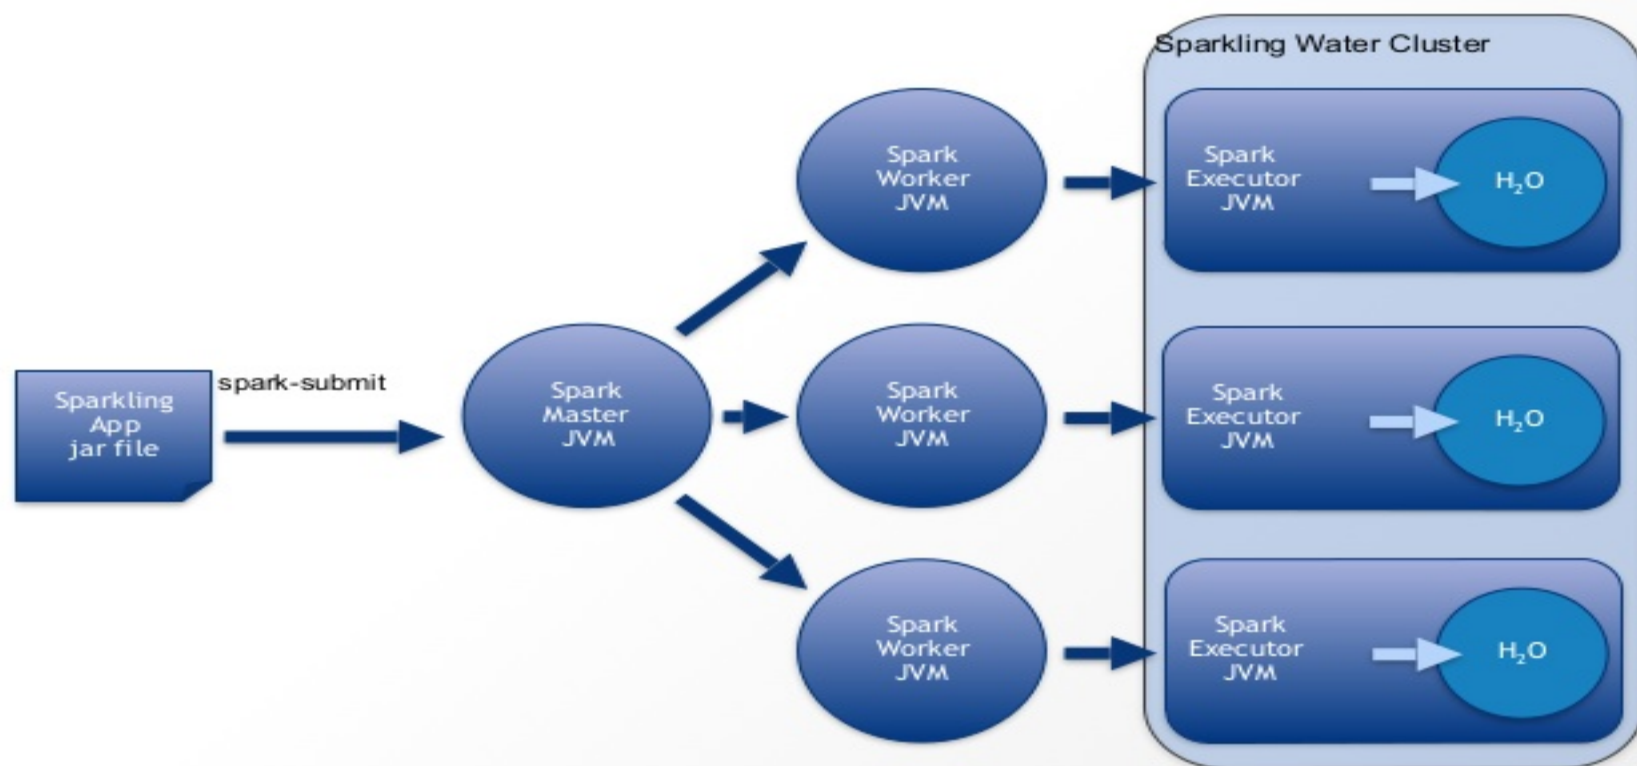 Sparkling Water Cluster
Spark
Worker
JVM
Spark
Executor
JVM
H₂O
spark-submit
Sparkling
App
jar file
Spark
Master
JVM
Spark
Worker
JVM
Spark
Executor
JVM
H₂O
Spark
Worker
JVM
Spark
Executor
JVM
H₂O